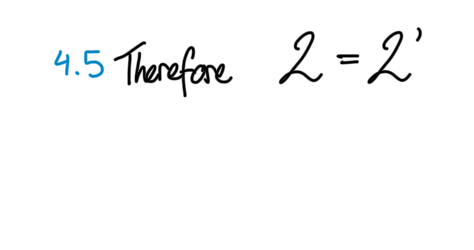 4.5 Therefore 2 = 2'